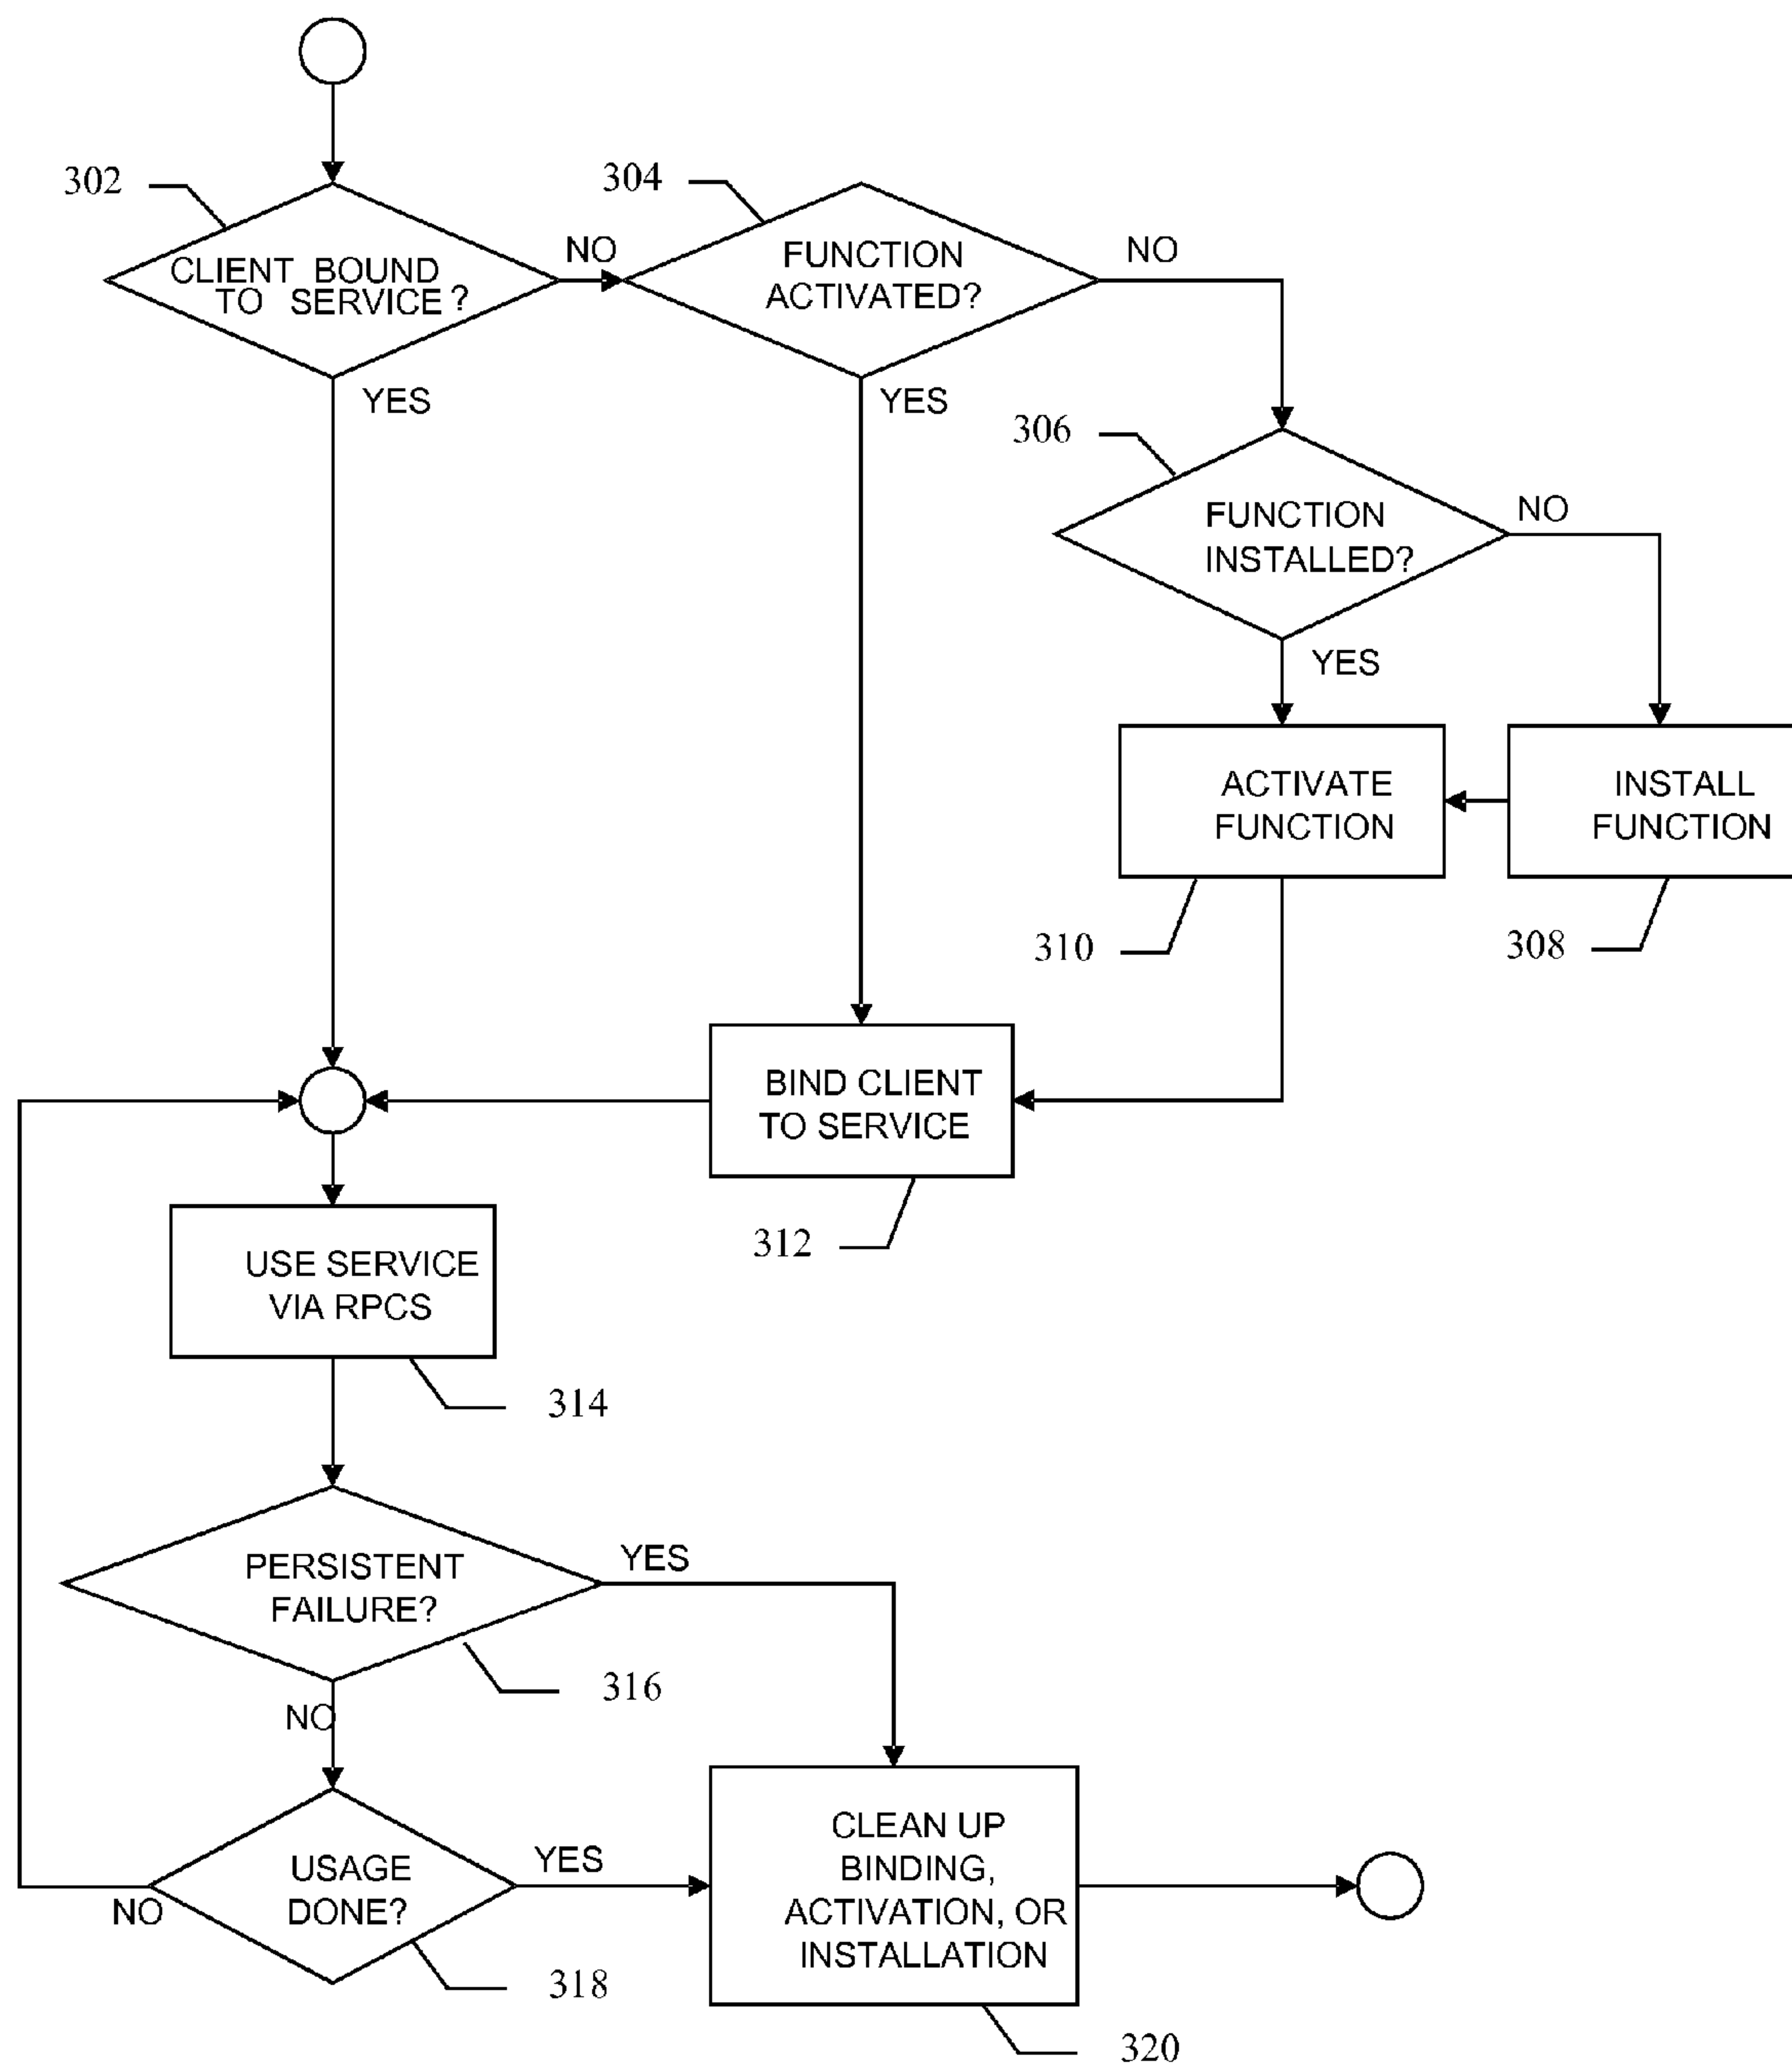 302
CLIENT BOUND
TO SERVICE?
NO
YES
304
FUNCTION
ACTIVATED?
NO
YES
306
FUNCTION
INSTALLED?
NO
YES
ACTIVATE
FUNCTION
310
INSTALL
FUNCTION
308
BIND CLIENT
TO SERVICE
312
USE SERVICE
VIA RPCS
314
PERSISTENT
FAILURE?
YES
316
NO
USAGE
DONE?
YES
NO
318
CLEAN UP
BINDING,
ACTIVATION, OR
INSTALLATION
320